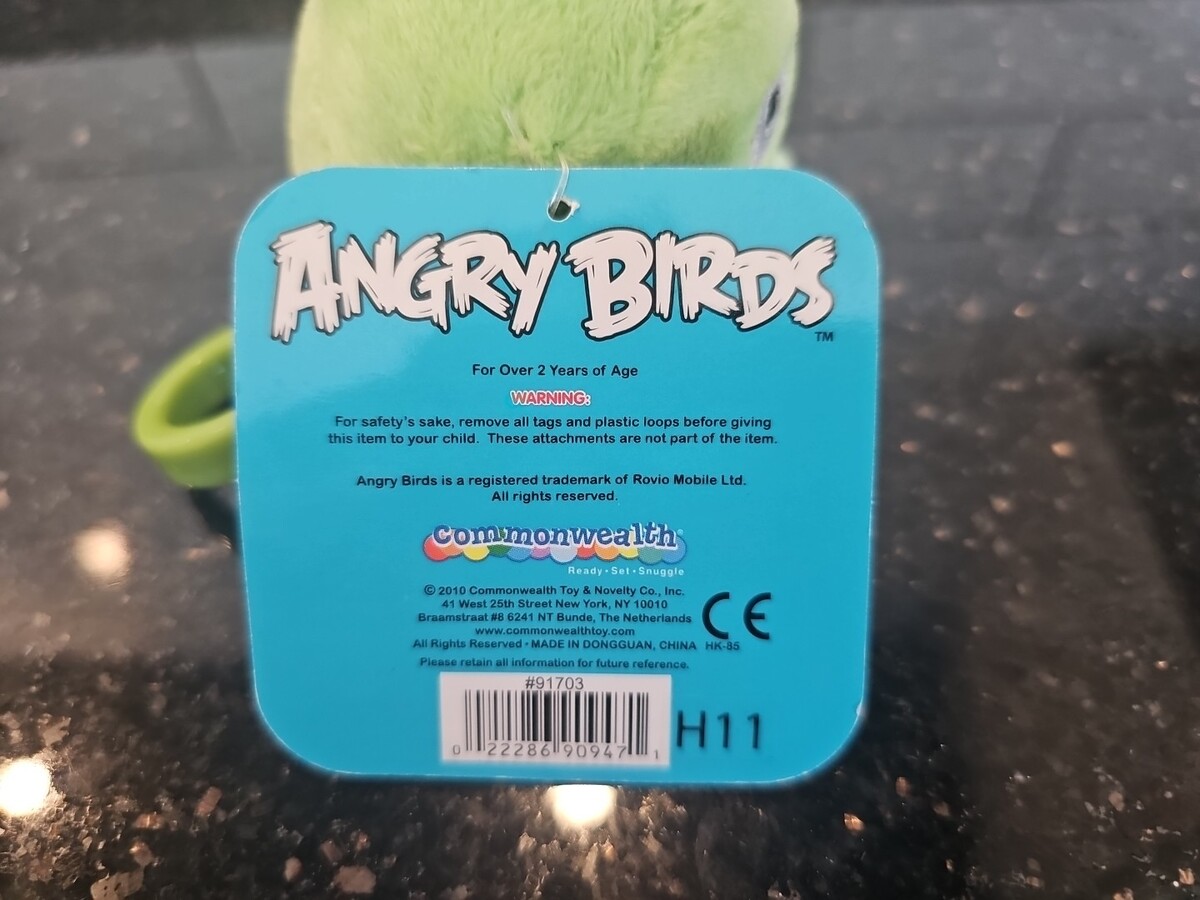 ANGRY BIRDS
TM
For Over 2 Years of Age
WARNING:
For safety's sake, remove all tags and plastic loops before giving
this item to your child. These attachments are not part of the item.
Angry Birds is a registered trademark of Rovio Mobile Ltd.
All rights reserved.
commonwealth
Ready • Set • Snuggle
© 2010 Commonwealth Toy & Novelty Co., Inc.
41 West 25th Street New York, NY 10010
Braamstraat #8 6241 NT Bunde, The Netherlands
CE
www.commonwealthtoy.com
All Rights Reserved • MADE IN DONGGUAN, CHINA HK-85
Please retain all information for future reference.
#91703
0 22286 90947 1
H11